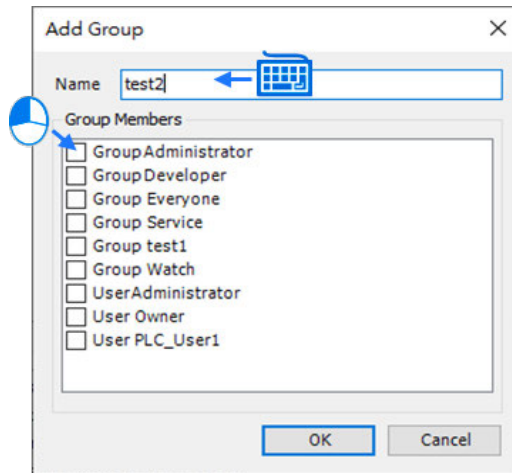 Add Group
Name test2
Group Members
GroupAdministrator
GroupDeveloper
Group Everyone
Group Service
Group test1
Group Watch
UserAdministrator
User Owner
User PLC_User1
OK Cancel